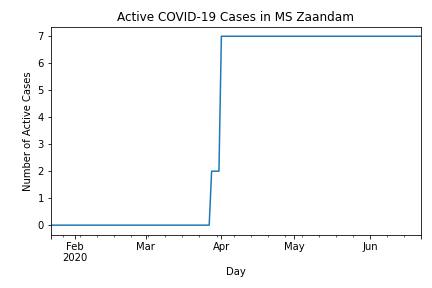 Active COVID-19 Cases in MS Zaandam
7
6
5
4
3
2
1
0
Number of Active Cases
Feb
2020
Mar
Apr
May
Jun
Day